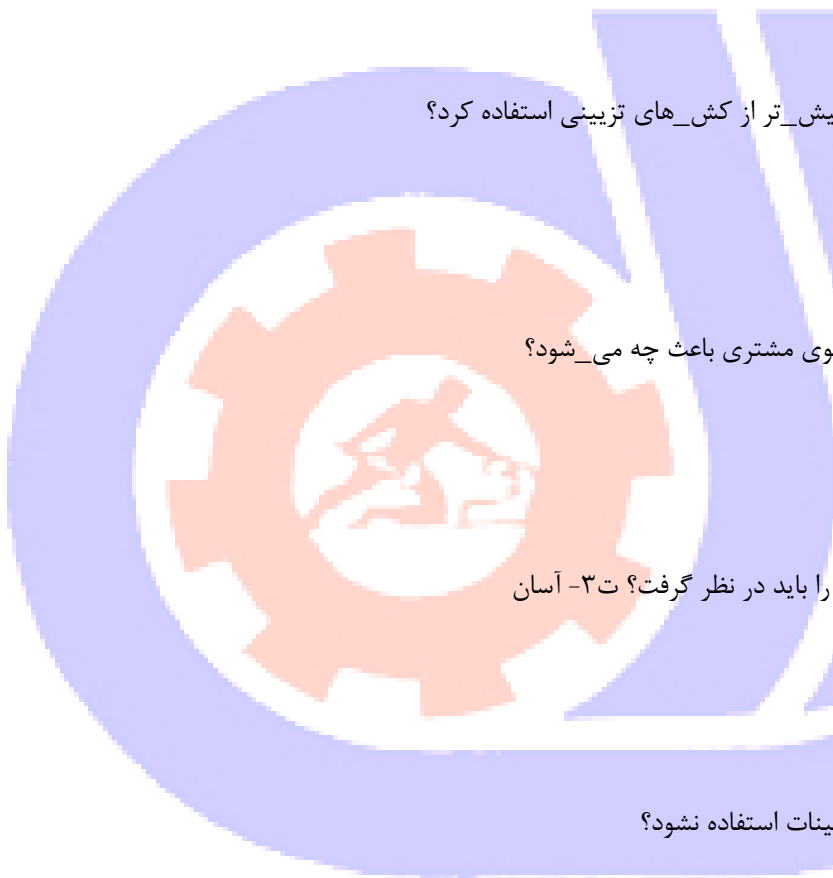 یش_تر از کش_های تزیینی استفاده کرد؟
وی مشتری باعث چه می_شود؟
را باید در نظر گرفت؟ ت۳- آسان
ینات استفاده نشود؟